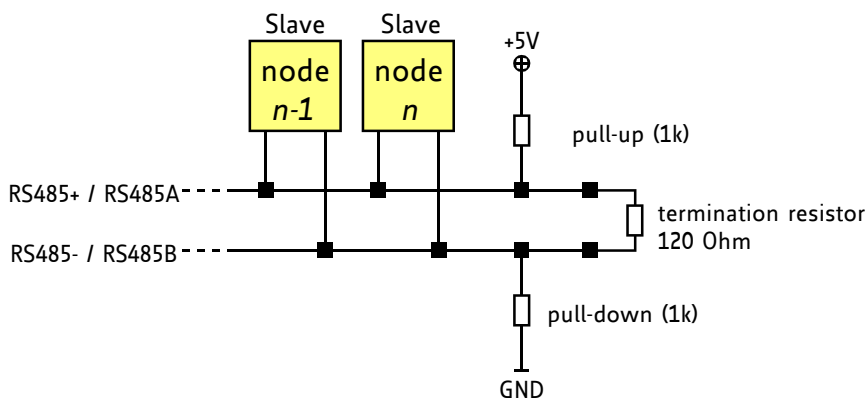 Slave
Slave
node
n-1
node
n
+5V
pull-up (1k)
RS485+ / RS485A
termination resistor
120 Ohm
RS485- / RS485B
pull-down (1k)
GND